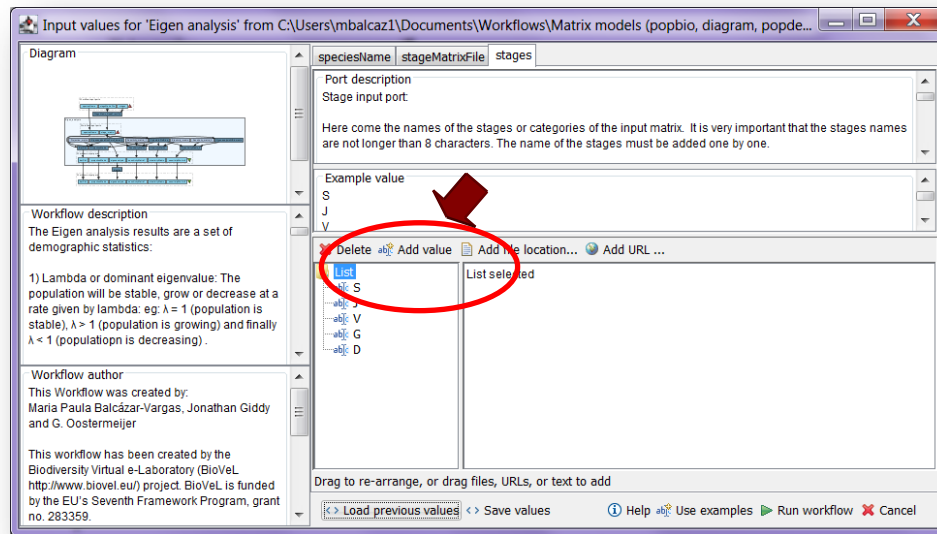 Input values for 'Eigen analysis' from C:\Users\mbalcaz1\Documents\Workflows\Matrix models (popbio, diagram, popde...
Diagram
Workflow description
The Eigen analysis results are a set of
demographic statistics:
1) Lambda or dominant eigenvalue: The
population will be stable, grow or decrease at a
rate given by lambda: eg: λ = 1 (population is
stable), λ > 1 (population is growing) and finally
λ < 1 (populatiopn is decreasing) .
Workflow author
This Workflow was created by:
Maria Paula Balcázar-Vargas, Jonathan Giddy
and G. Oostermeijer
This workflow has been created by the
Biodiversity Virtual e-Laboratory (BioVeL
http://www.biovel.eu/) project. BioVeL is funded
by the EU's Seventh Framework Program, grant
no. 283359.
speciesName stageMatrixFile stages
Port description
Stage input port:
Here come the names of the stages or categories of the input matrix. It is very important that the stages names
are not longer than 8 characters. The name of the stages must be added one by one.
Example value
S
J
V
Delete Add value Add file location... Add URL ...
List
S
J
V
G
D
List selected
Drag to re-arrange, or drag files, URLs, or text to add
Load previous values Save values Help Use examples Run workflow Cancel